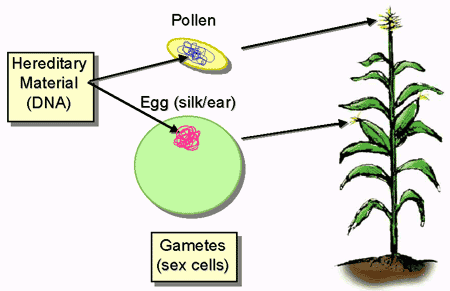 Pollen
Hereditary
Material
(DNA)
Egg (silk/ear)
Gametes
(sex cells)